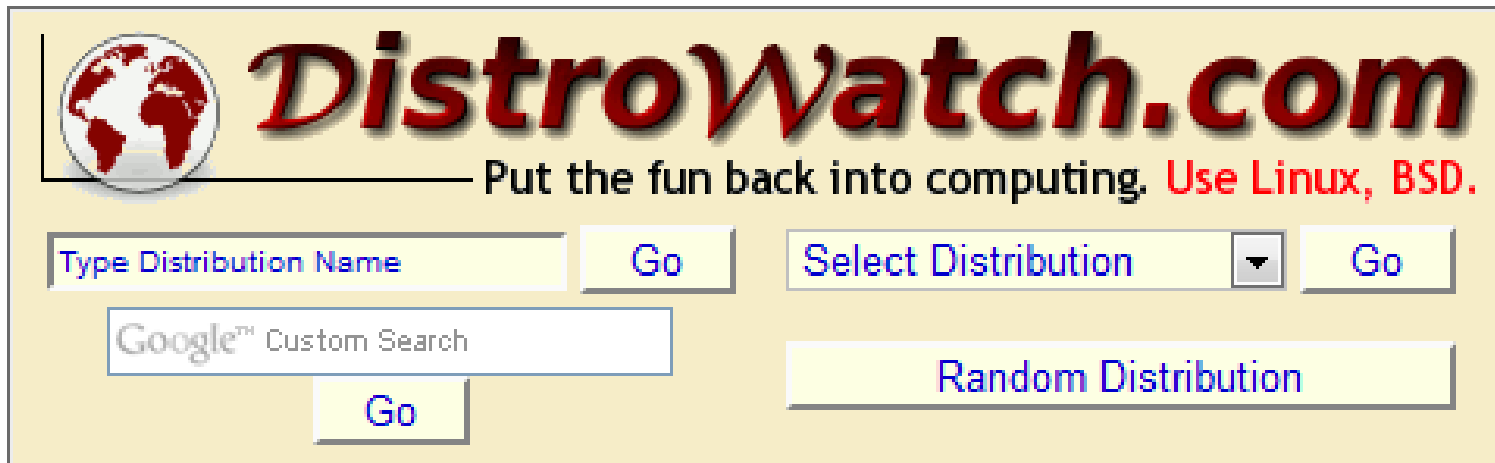 DistroWatch.com
Put the fun back into computing. Use Linux, BSD.
Type Distribution Name Go Select Distribution Go
Google™ Custom Search
Random Distribution
Go